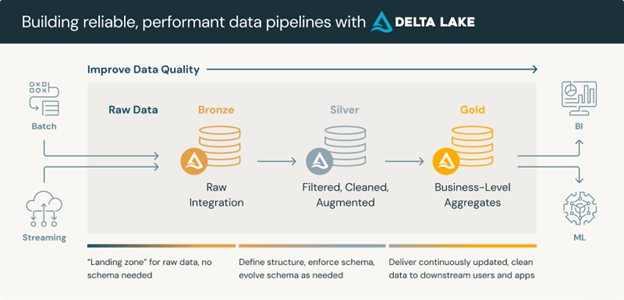 Building reliable, performant data pipelines with DELTA LAKE
Improve Data Quality
Raw Data
Bronze
Silver
Gold
Batch
BI
Raw
Integration
Filtered, Cleaned,
Augmented
Business-Level
Aggregates
Streaming
ML
"Landing zone" for raw data, no
schema needed
Define structure, enforce schema,
evolve schema as needed
Deliver continuously updated, clean
data to downstream users and apps